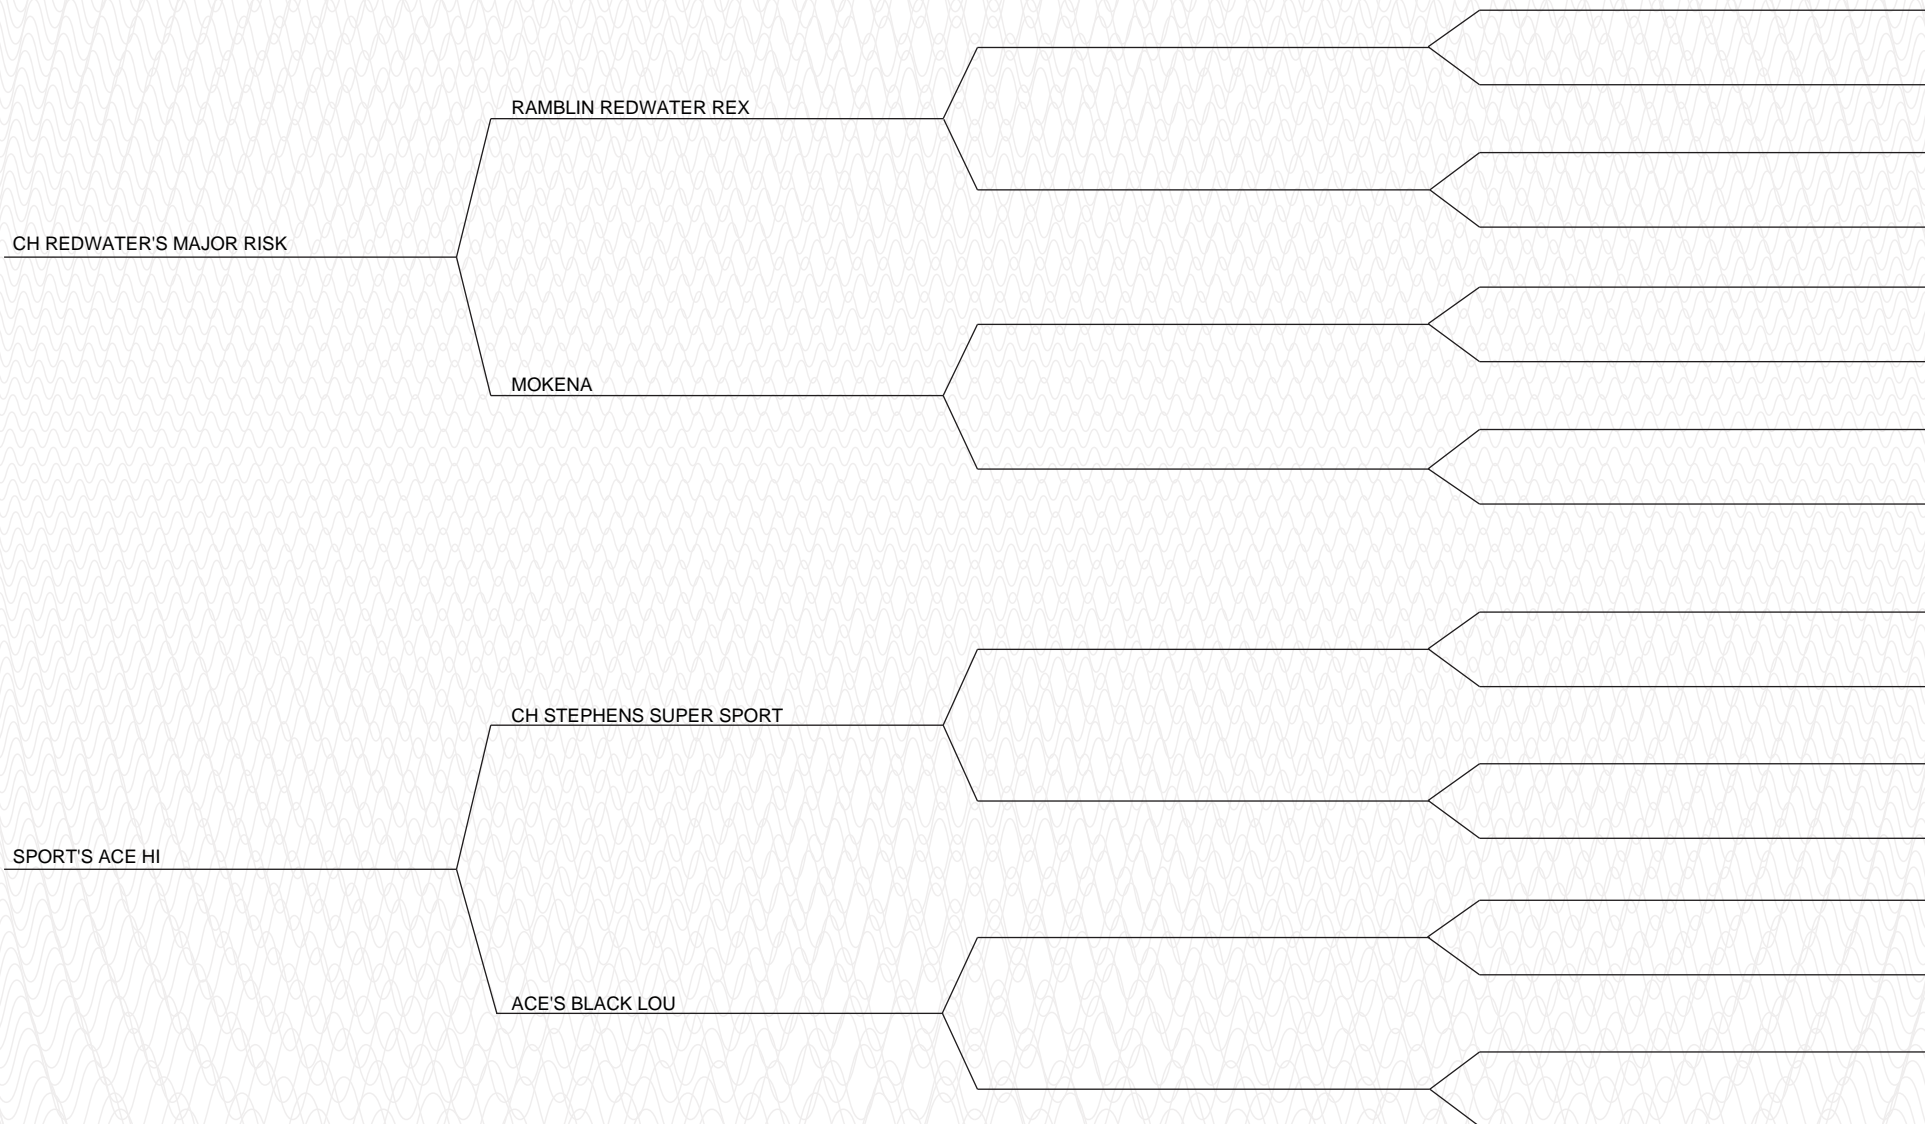 RAMBLIN REDWATER REX
CH REDWATER'S MAJOR RISK
MOKENA
CH STEPHENS SUPER SPORT
SPORT'S ACE HI
ACE'S BLACK LOU